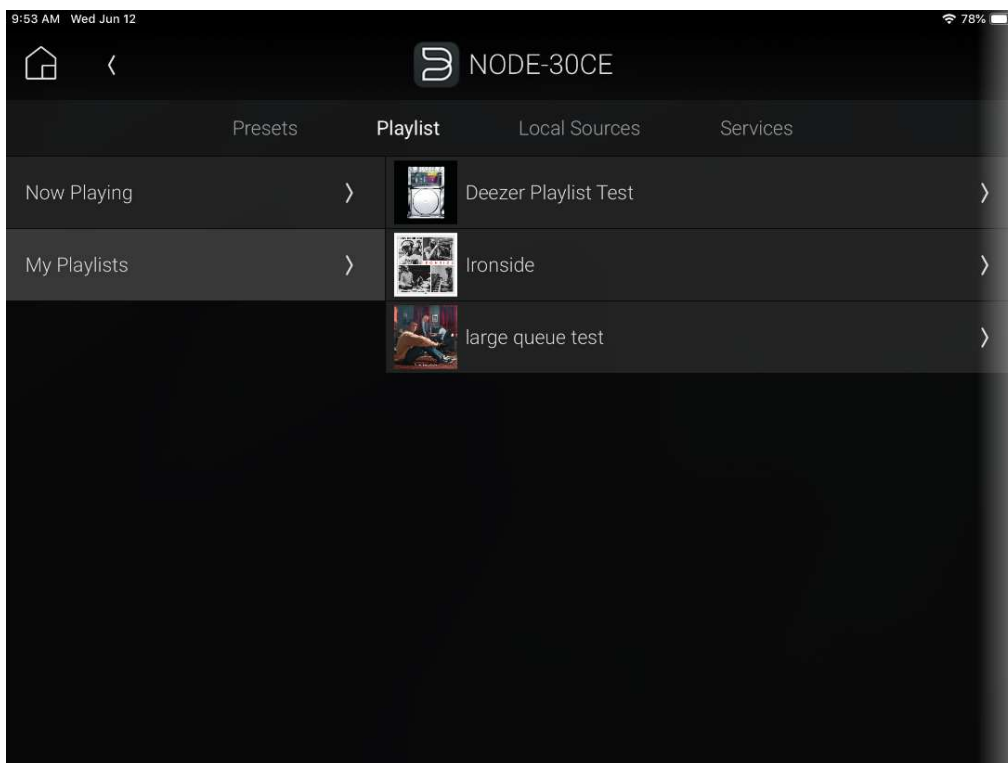 9:53 AM Wed Jun 12 78%
NODE-30CE
Presets Playlist Local Sources Services
Now Playing
My Playlists
Deezer Playlist Test
Ironside
large queue test